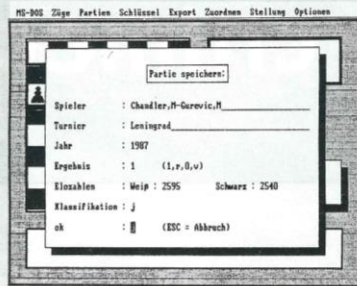 MS-DOS Züge Partien Schlüssel Export Zuordnen Stellung Optionen
Partie speichern:
Spieler : Chandler,M-Gurevic,M
Turnier : Leningrad
Jahr : 1987
Ergebnis : 1 (1,r,0,v)
Elozahlen : Weiß : 2595 Schwarz : 2540
Klassifikation : j
ok : (ESC = Abbruch)